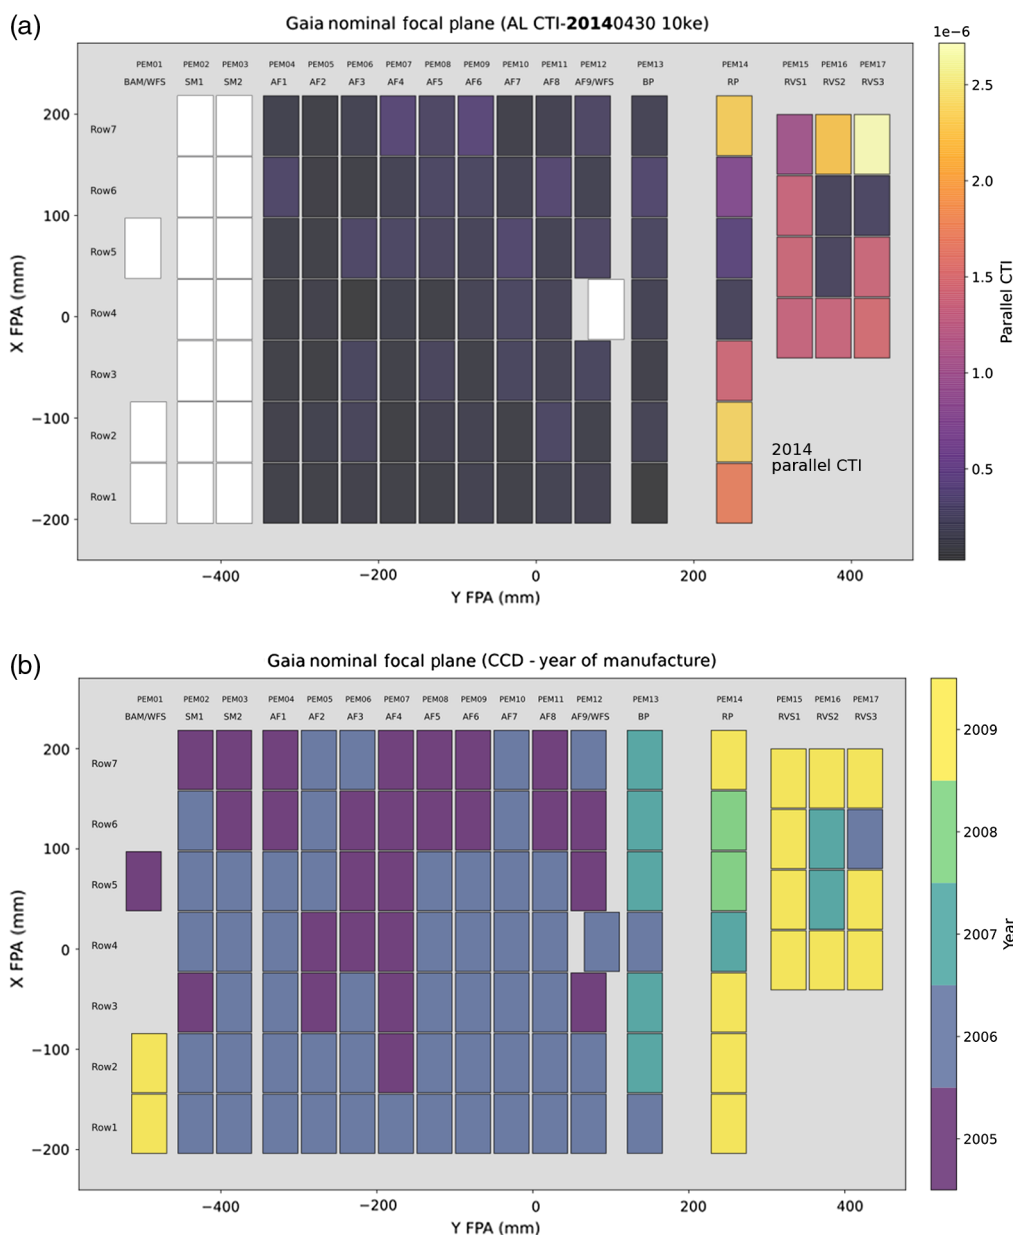 (a)
Gaia nominal focal plane (AL CTI-20140430 10ke)
1e−6
PEM01 PEM02 PEM03 PEM04 PEM05 PEM06 PEM07 PEM08 PEM09 PEM10 PEM11 PEM12 PEM13 PEM14 PEM15 PEM16 PEM17
BAM/WFS SM1 SM2 AF1 AF2 AF3 AF4 AF5 AF6 AF7 AF8 AF9/WFS BP RP RVS1 RVS2 RVS3
200
Row7
Row6
100
Row5
0
Row4
Row3
−100
Row2
Row1
−200
X FPA (mm)
2014
parallel CTI
−400 −200 0 200 400
Y FPA (mm)
2.5
2.0
1.5
1.0
0.5
Parallel CTI
(b)
Gaia nominal focal plane (CCD - year of manufacture)
PEM01 PEM02 PEM03 PEM04 PEM05 PEM06 PEM07 PEM08 PEM09 PEM10 PEM11 PEM12 PEM13 PEM14 PEM15 PEM16 PEM17
BAM/WFS SM1 SM2 AF1 AF2 AF3 AF4 AF5 AF6 AF7 AF8 AF9/WFS BP RP RVS1 RVS2 RVS3
200
Row7
Row6
100
Row5
0
Row4
Row3
−100
Row2
Row1
−200
X FPA (mm)
−400 −200 0 200 400
Y FPA (mm)
2009
2008
2007
2006
2005
Year